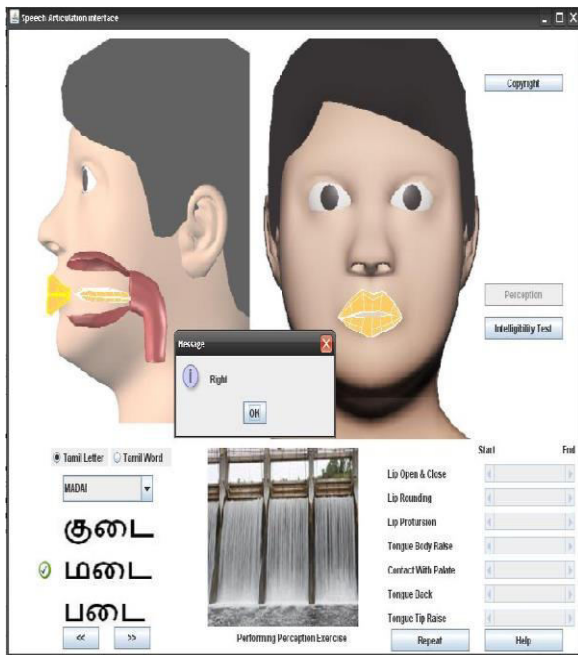 Speech Articulation interface
Copyright
Perception
Intelligibility Test
Message
Right
OK
Tamil Letter Tamil Word
MADAI
குடை
மடை
படை
<< >>
Performing Perception Exercise
Start End
Lip Open & Close
Lip Rounding
Lip Protursion
Tongue Body Raise
Contact With Palate
Tongue Back
Tongue Tip Raise
Repeat Help